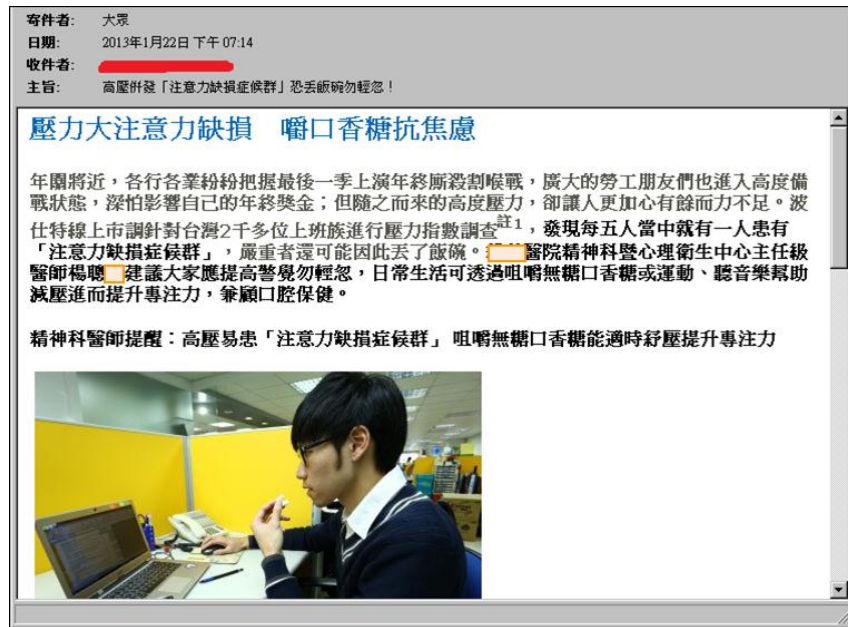 寄件者: 大眾
日期: 2013年1月22日 下午 07:14
收件者:
主旨: 高壓併發「注意力缺損症候群」恐丟飯碗勿輕忽！
壓力大注意力缺損 嚼口香糖抗焦慮
年關將近，各行各業紛紛把握最後一季上演年終廝殺割喉戰，廣大的勞工朋友們也進入高度備
戰狀態，深怕影響自己的年終獎金；但隨之而來的高度壓力，卻讓人更加心有餘而力不足。波
仕特線上市調針對台灣2千多位上班族進行壓力指數調查註1，發現每五人當中就有一人患有
「注意力缺損症候群」，嚴重者還可能因此丟了飯碗。醫院精神科暨心理衛生中心主任級
醫師楊聰建議大家應提高警覺勿輕忽，日常生活可透過咀嚼無糖口香糖或運動、聽音樂幫助
減壓進而提升專注力，兼顧口腔保健。
精神科醫師提醒：高壓易患「注意力缺損症候群」 咀嚼無糖口香糖能適時紓壓提升專注力